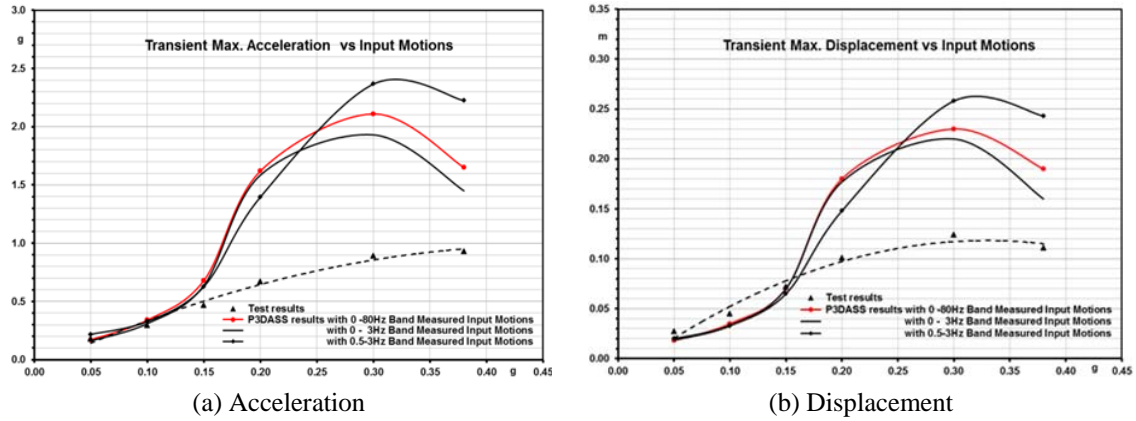 3.0
g
Transient Max. Acceleration vs Input Motions
2.5
2.0
1.5
1.0
0.5
0.0
Test results
P3DASS results with 0 -80Hz Band Measured Input Motions
with 0 - 3Hz Band Measured Input Motions
with 0.5-3Hz Band Measured Input Motions
0.00 0.05 0.10 0.15 0.20 0.25 0.30 0.35 0.40 g 0.45
(a) Acceleration
0.35
m
Transient Max. Displacement vs Input Motions
0.30
0.25
0.20
0.15
0.10
0.05
0.00
Test results
P3DASS results with 0 -80Hz Band Measured Input Motions
with 0 - 3Hz Band Measured Input Motions
with 0.5-3Hz Band Measured Input Motions
0.00 0.05 0.10 0.15 0.20 0.25 0.30 0.35 0.40 g 0.45
(b) Displacement